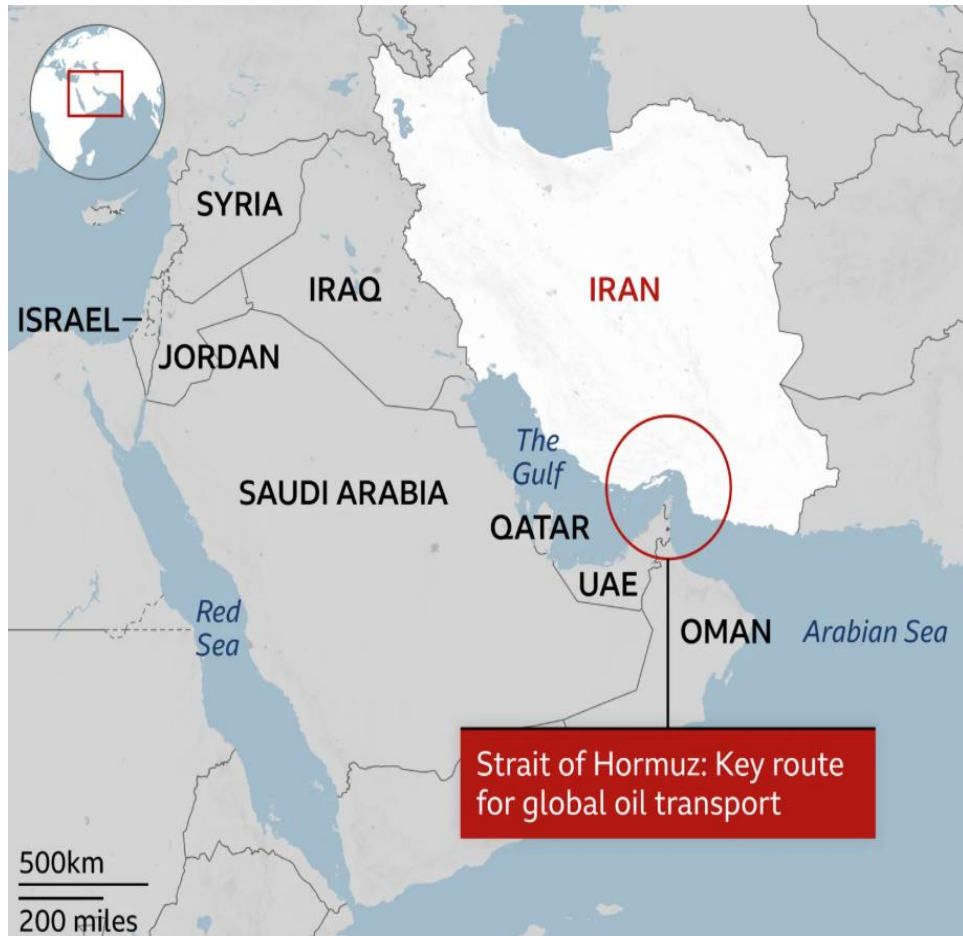 SYRIA
IRAQ
IRAN
ISRAEL
JORDAN
The
Gulf
SAUDI ARABIA
QATAR
UAE
Red
Sea
OMAN
Arabian Sea
Strait of Hormuz: Key route
for global oil transport
500km
200 miles